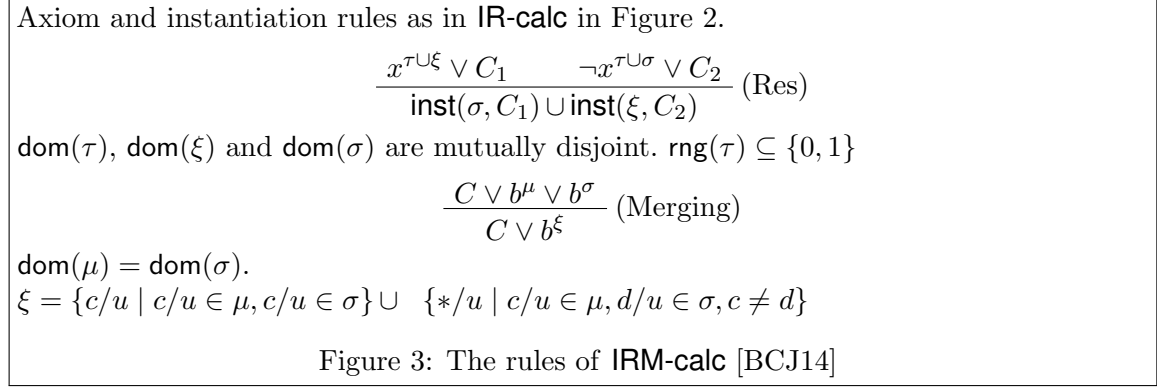 Axiom and instantiation rules as in IR-calc in Figure 2.
x^{τ∪ξ} ∨ C_1        ¬x^{τ∪σ} ∨ C_2
inst(σ, C_1) ∪ inst(ξ, C_2) (Res)
dom(τ), dom(ξ) and dom(σ) are mutually disjoint. rng(τ) ⊆ {0, 1}
C ∨ b^μ ∨ b^σ
C ∨ b^ξ (Merging)
dom(μ) = dom(σ).
ξ = {c/u | c/u ∈ μ, c/u ∈ σ} ∪ {*/u | c/u ∈ μ, d/u ∈ σ, c ≠ d}
Figure 3: The rules of IRM-calc [BCJ14]